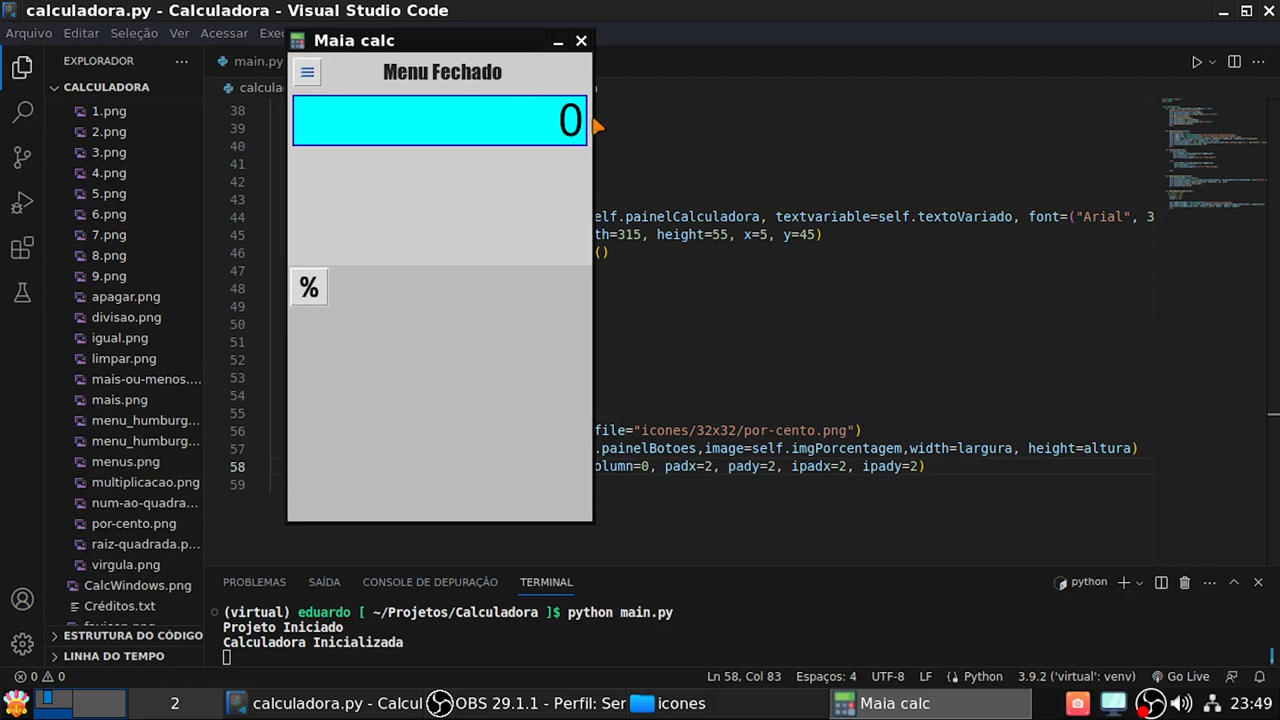 calculadora.py - Calculadora - Visual Studio Code
Arquivo Editar Seleção Ver Acessar
Maia calc
EXPLORADOR
main.py
Menu Fechado
CALCULADORA
0
1.png
2.png
3.png
4.png
5.png
6.png
7.png
8.png
9.png
apagar.png
divisao.png
igual.png
limpar.png
mais-ou-menos....
mais.png
menu_humburg...
menu_humburg...
menus.png
multiplicacao.png
num-ao-quadra...
por-cento.png
raiz-quadrada.p...
virgula.png
CalcWindows.png
Créditos.txt
ESTRUTURA DO CÓDIGO
LINHA DO TEMPO
38
39
40
41
42
43
44 self.painelCalculadora, textvariable=self.textoVariado, font=("Arial", 3
45 th=315, height=55, x=5, y=45)
46 ()
47
48
49
50
51
52
53
54
55
56 file="icones/32x32/por-cento.png")
57 .painelBotoes,image=self.imgPorcentagem,width=largura, height=altura)
58 olumn=0, padx=2, pady=2, ipadx=2, ipady=2)
59
%
PROBLEMAS SAÍDA CONSOLE DE DEPURAÇÃO TERMINAL
python
(virtual) eduardo [ ~/Projetos/Calculadora ]$ python main.py
Projeto Iniciado
Calculadora Inicializada
0 0
Ln 58, Col 83 Espaços: 4 UTF-8 LF Python 3.9.2 ('virtual': venv) Go Live
2
calculadora.py - Calcul
OBS 29.1.1 - Perfil: Ser
icones
Maia calc
23:49